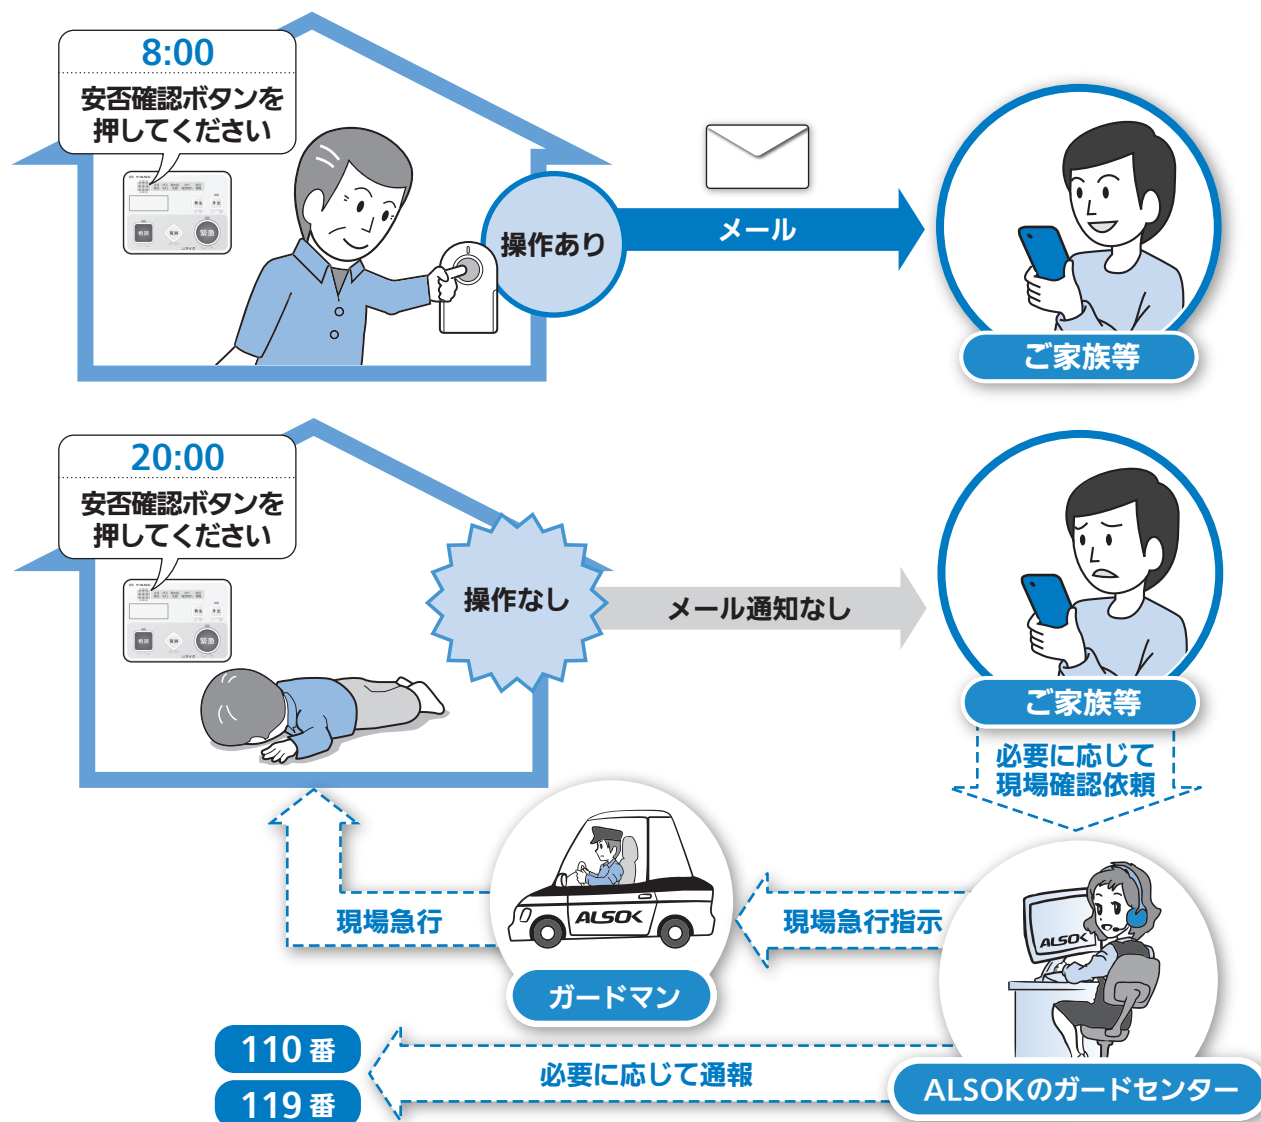 8:00
安否確認ボタンを
押してください
緊急
操作あり
メール
ご家族等
20:00
安否確認ボタンを
押してください
緊急
操作なし
メール通知なし
ご家族等
必要に応じて
現場確認依頼
現場急行
ALSOK
ガードマン
現場急行指示
ALSOK
110番
119番
必要に応じて通報
ALSOKのガードセンター